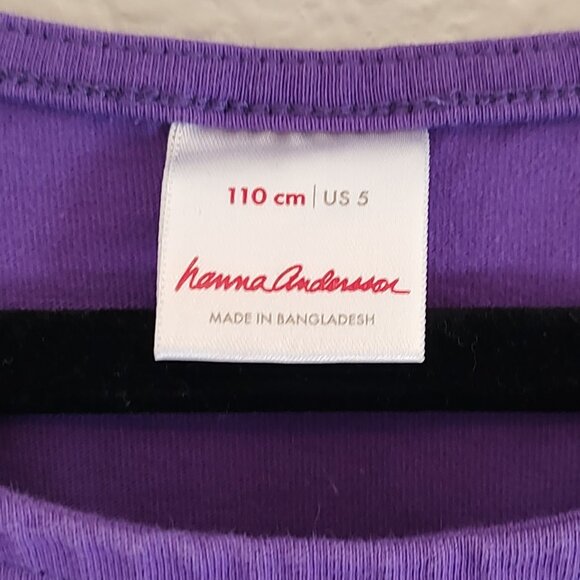 110 cm | US 5
hanna Andersson
MADE IN BANGLADESH